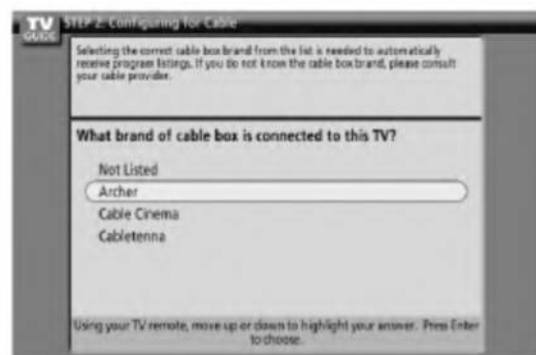 TV
GUIDE
STEP 2: Configuring for Cable
Selecting the correct cable box brand from the list is needed to automatically
receive program listings. If you do not know the cable box brand, please consult
your cable provider.
What brand of cable box is connected to this TV?
Not Listed
Archer
Cable Cinema
Cabletenna
Using your TV remote, move up or down to highlight your answer. Press Enter
to choose.